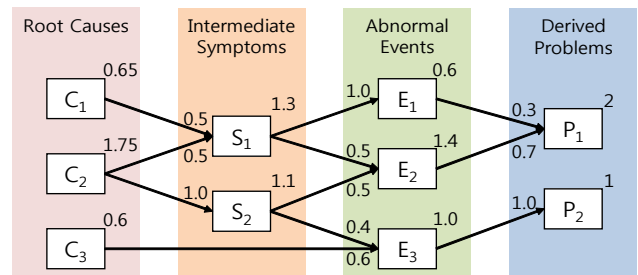 Root Causes
Intermediate Symptoms
Abnormal Events
Derived Problems
0.65
C1
1.75
C2
0.6
C3
0.5
0.5
1.3
S1
1.0
1.1
S2
1.0
0.6
E1
0.5
0.5
1.4
E2
0.4
0.6
1.0
E3
0.3
0.7
2
P1
1.0
1
P2